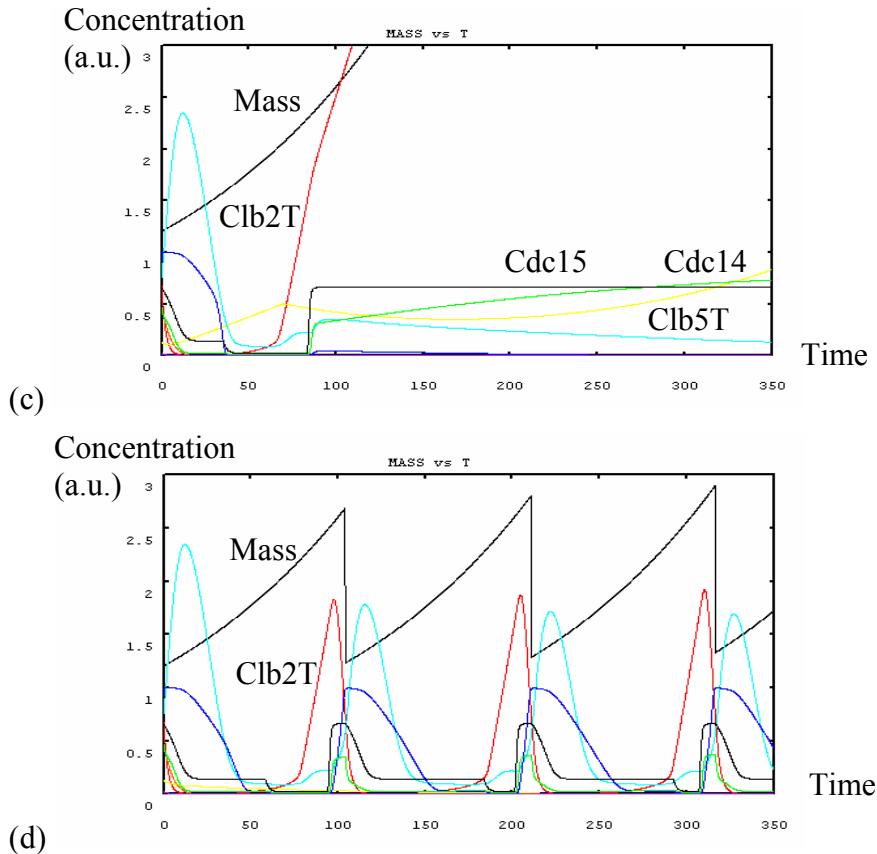 Concentration
(a.u.)
MASS vs T
3
2.5
2
1.5
1
0.5
0
Mass
Clb2T
Cdc15
Cdc14
Clb5T
0 50 100 150 200 250 300 350
Time
(c)
Concentration
(a.u.)
MASS vs T
3
2.5
2
1.5
1
0.5
0
Mass
Clb2T
0 50 100 150 200 250 300 350
Time
(d)